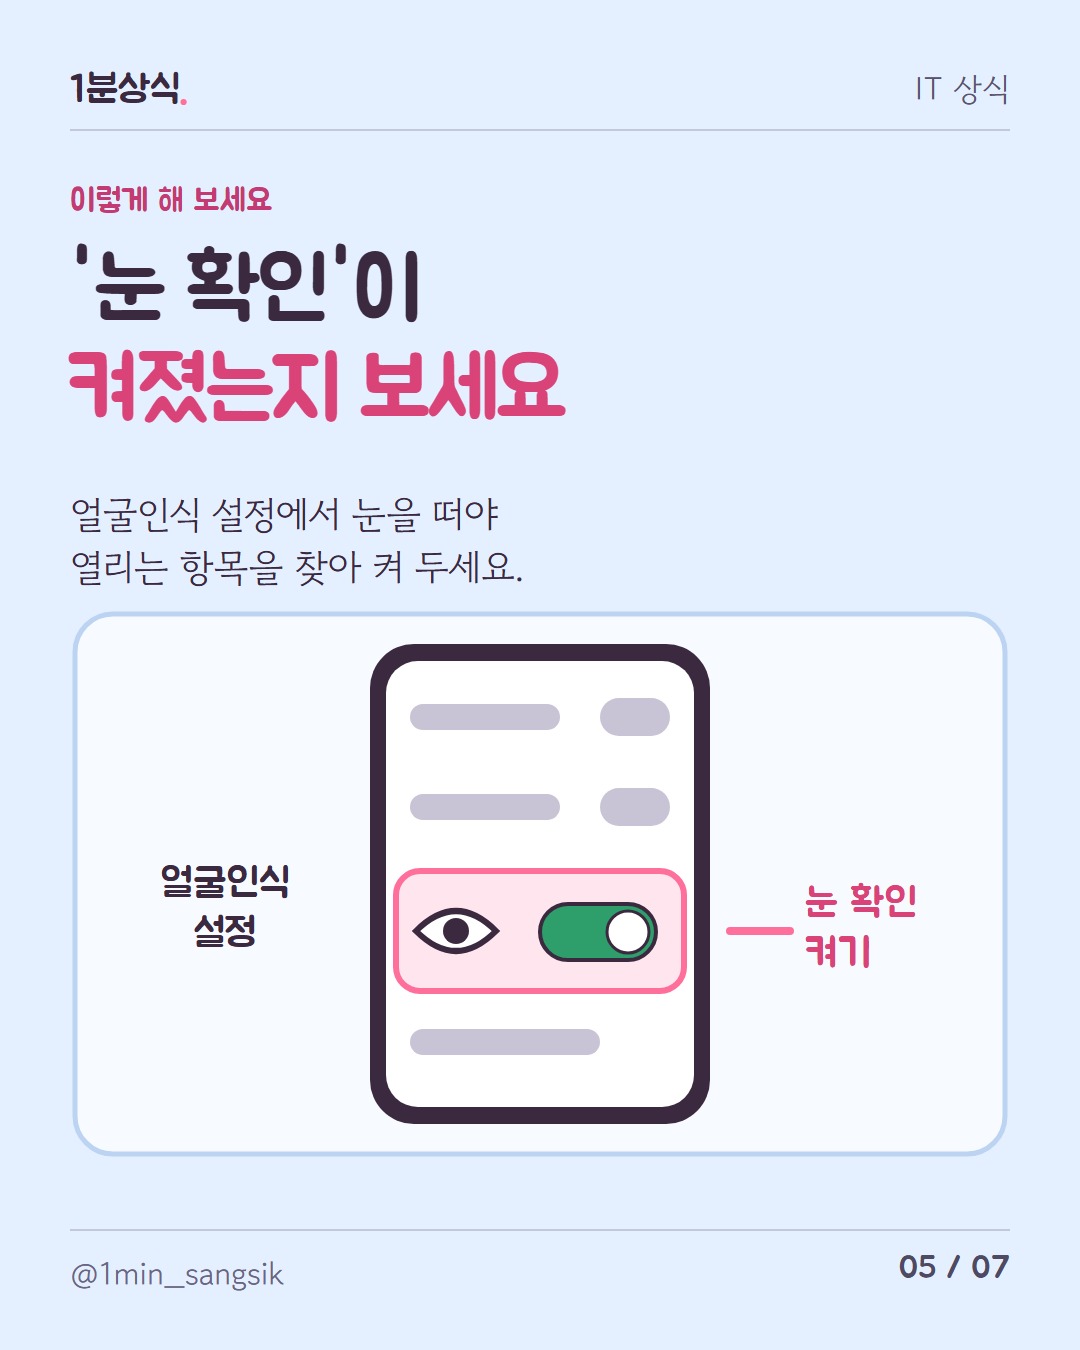 1분상식.
IT 상식
이렇게 해 보세요
'눈 확인'이
켜졌는지 보세요
얼굴인식 설정에서 눈을 떠야
열리는 항목을 찾아 켜 두세요.
얼굴인식
설정
눈 확인
켜기
@1min_sangsik
05 / 07